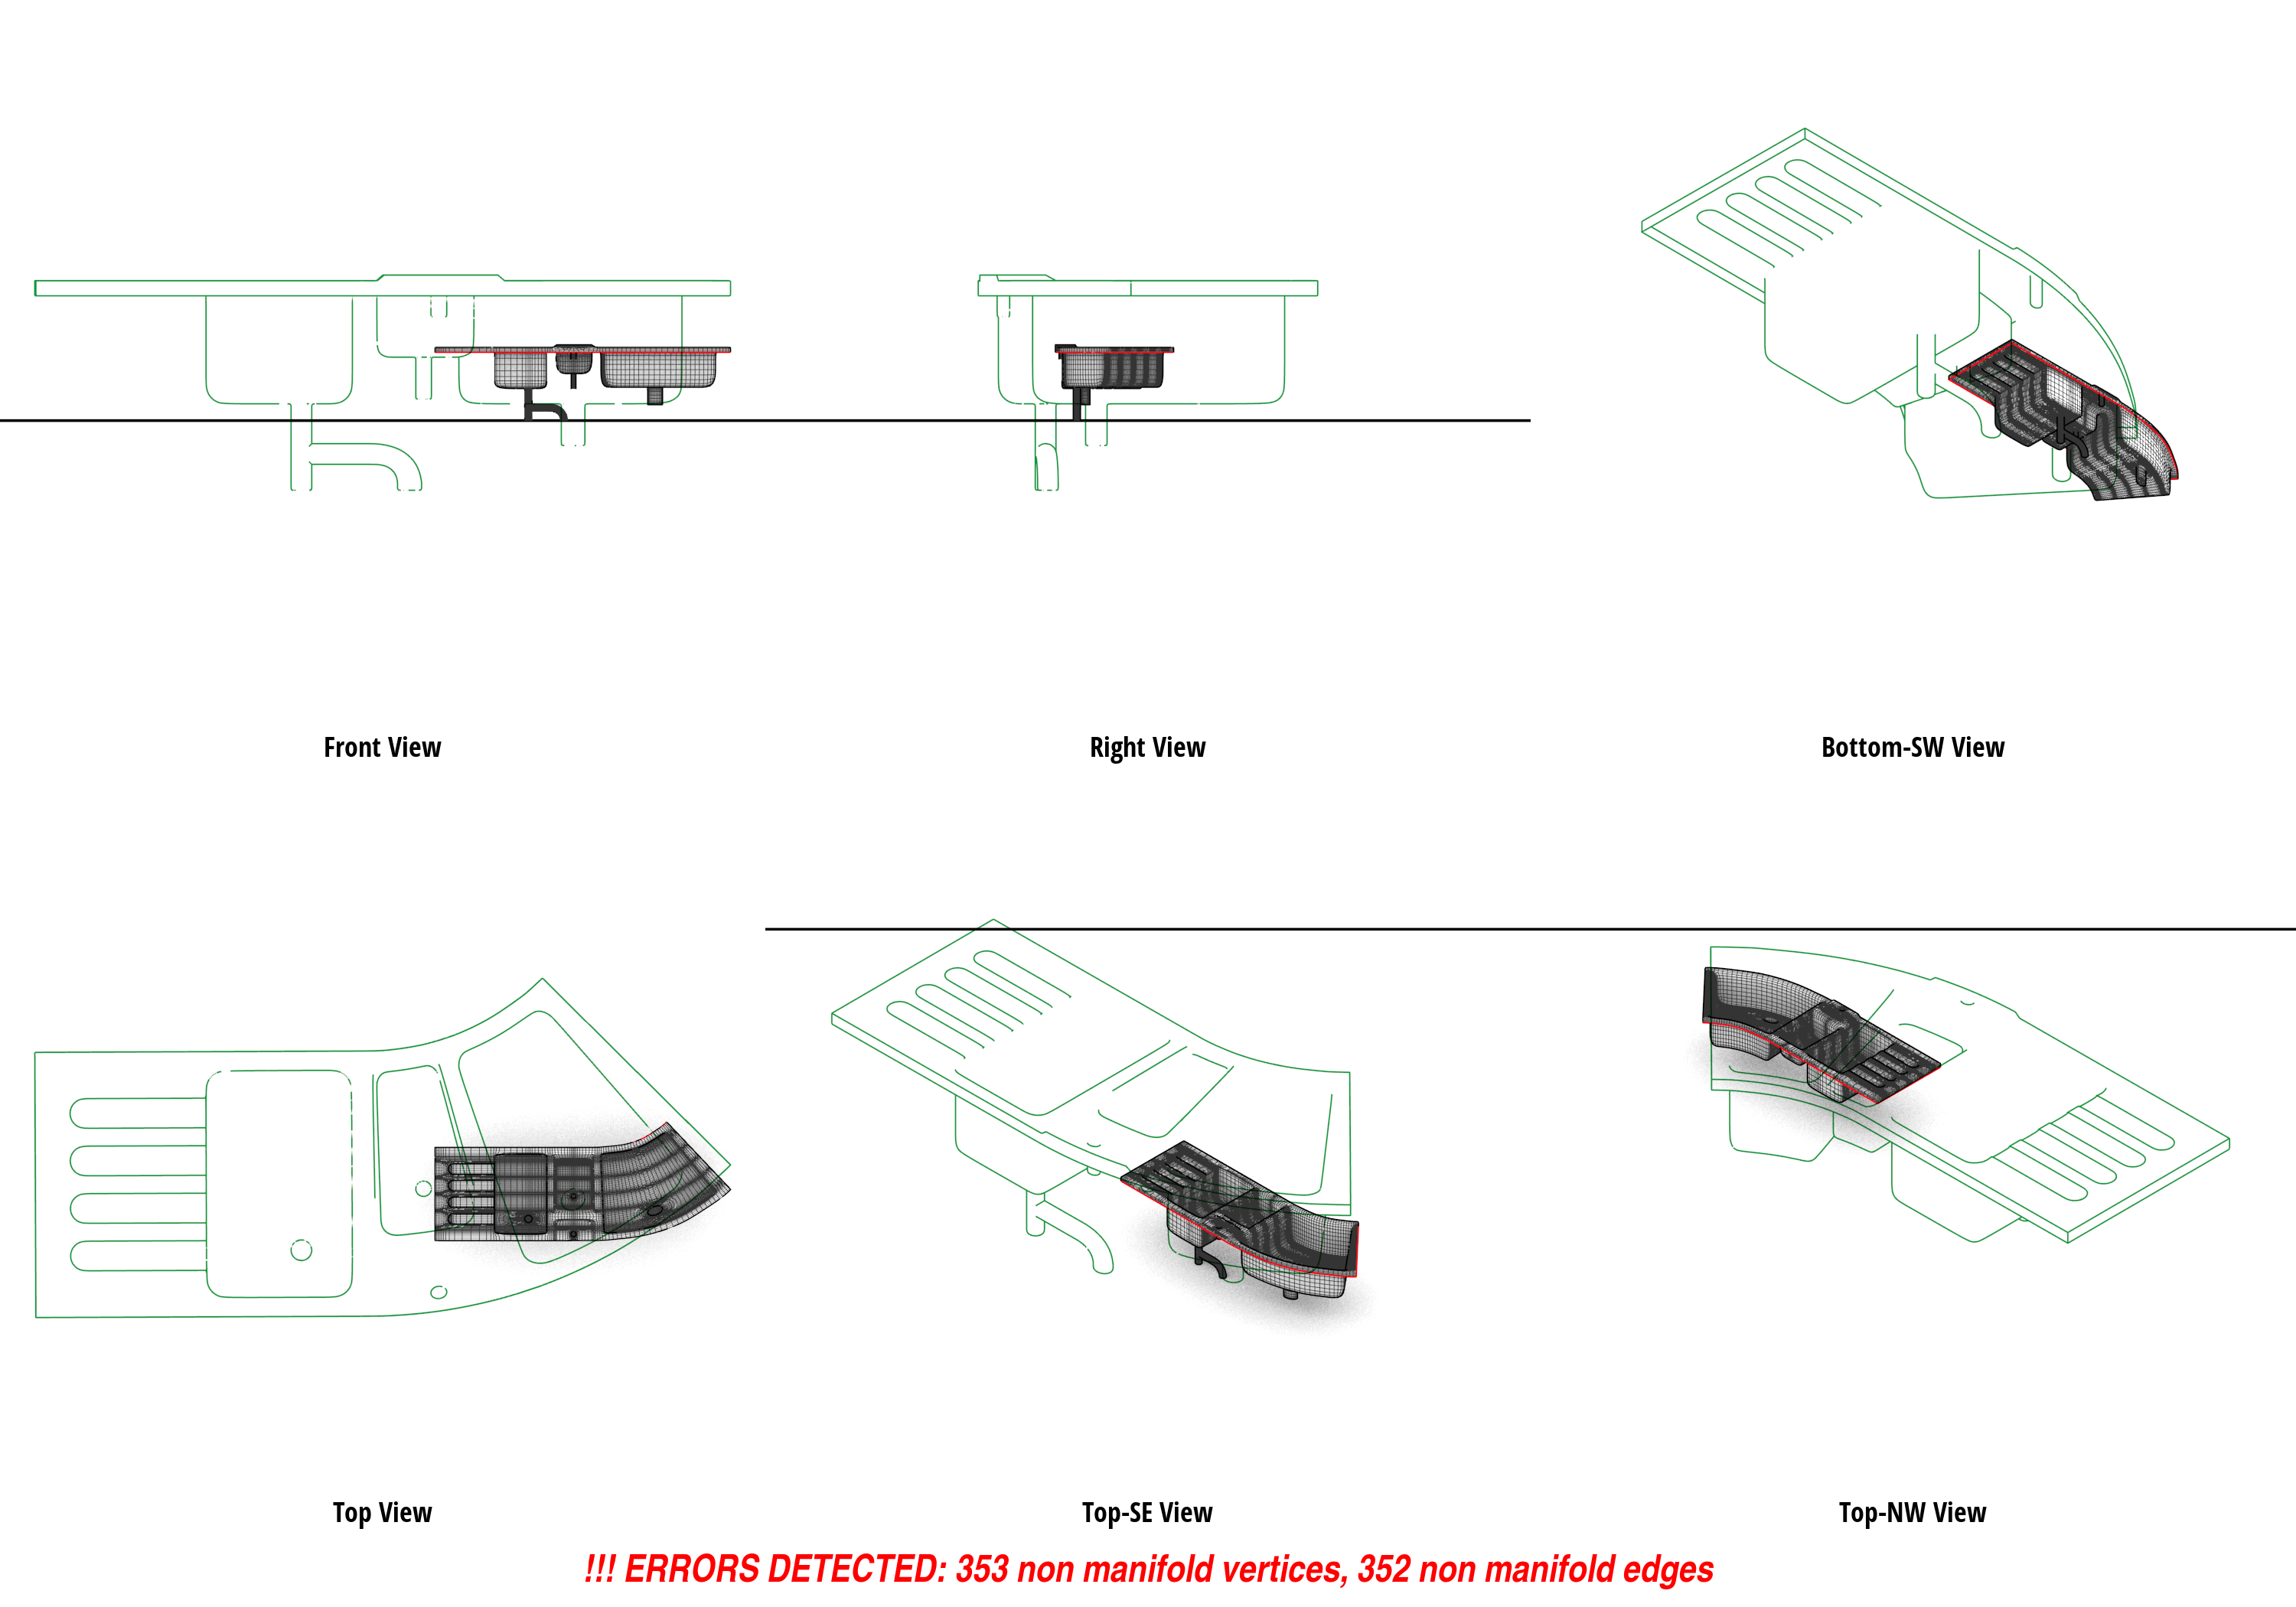 Front View
Right View
Bottom-SW View
Top View
Top-SE View
Top-NW View
!!! ERRORS DETECTED: 353 non manifold vertices, 352 non manifold edges